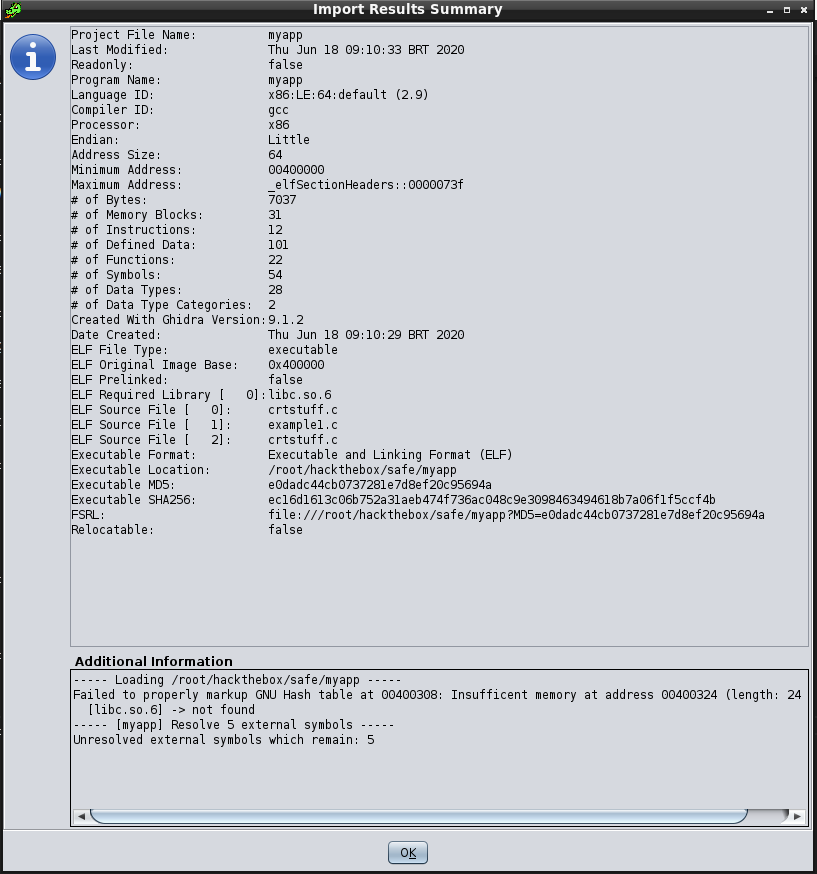 Import Results Summary
Project File Name: myapp
Last Modified: Thu Jun 18 09:10:33 BRT 2020
Readonly: false
Program Name: myapp
Language ID: x86:LE:64:default (2.9)
Compiler ID: gcc
Processor: x86
Endian: Little
Address Size: 64
Minimum Address: 00400000
Maximum Address: _elfSectionHeaders::0000073f
# of Bytes: 7037
# of Memory Blocks: 31
# of Instructions: 12
# of Defined Data: 101
# of Functions: 22
# of Symbols: 54
# of Data Types: 28
# of Data Type Categories: 2
Created With Ghidra Version: 9.1.2
Date Created: Thu Jun 18 09:10:29 BRT 2020
ELF File Type: executable
ELF Original Image Base: 0x400000
ELF Prelinked: false
ELF Required Library [ 0]: libc.so.6
ELF Source File [ 0]: crtstuff.c
ELF Source File [ 1]: example1.c
ELF Source File [ 2]: crtstuff.c
Executable Format: Executable and Linking Format (ELF)
Executable Location: /root/hackthebox/safe/myapp
Executable MD5: e0dadc44cb0737281e7d8ef20c95694a
Executable SHA256: ec16d1613c06b752a31aeb474f736ac048c9e3098463494618b7a06f1f5ccf4b
FSRL: file:///root/hackthebox/safe/myapp?MD5=e0dadc44cb0737281e7d8ef20c95694a
Relocatable: false
Additional Information
----- Loading /root/hackthebox/safe/myapp -----
Failed to properly markup GNU Hash table at 00400308: Insufficent memory at address 00400324 (length: 24
[libc.so.6] -> not found
----- [myapp] Resolve 5 external symbols -----
Unresolved external symbols which remain: 5
OK